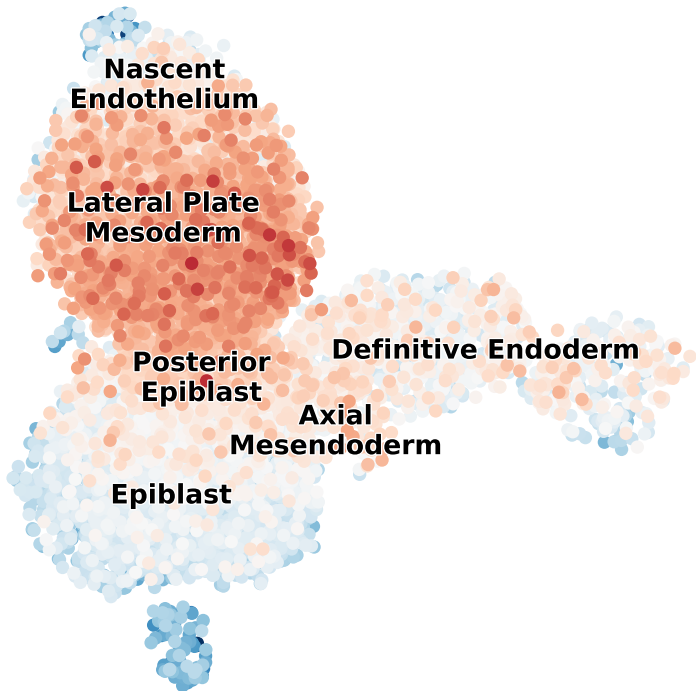 Nascent
Endothelium
Lateral Plate
Mesoderm
Definitive Endoderm
Posterior
Epiblast
Axial
Mesendoderm
Epiblast